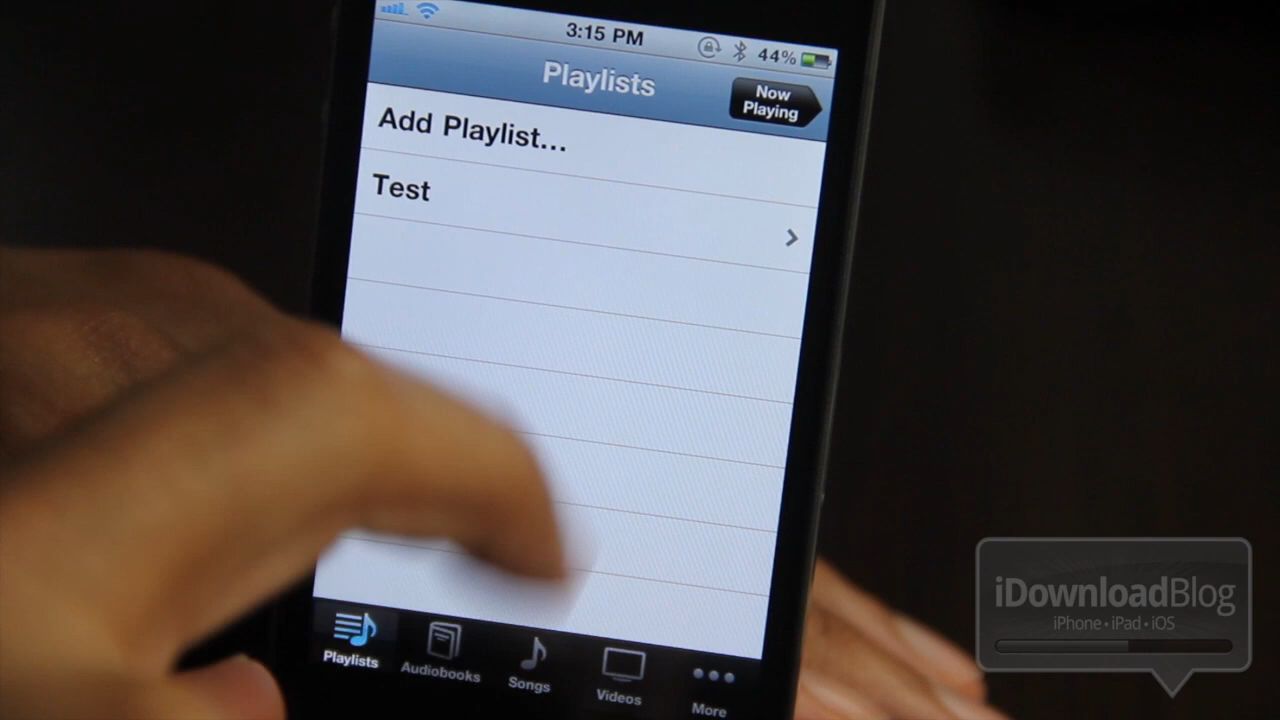 3:15 PM
44%
Playlists
Now
Playing
Add Playlist...
Test
Playlists
Audiobooks
Songs
Videos
More
iDownloadBlog
iPhone • iPad • iOS